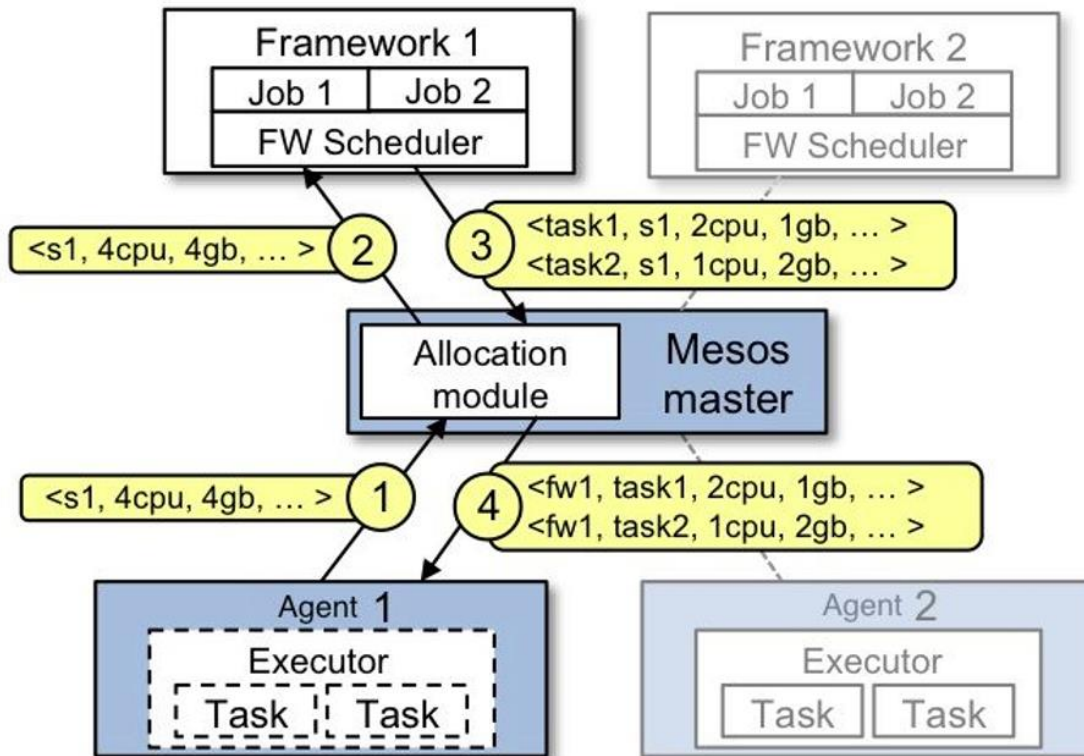 Framework 1
Job 1 Job 2
FW Scheduler
Framework 2
Job 1 Job 2
FW Scheduler
<s1, 4cpu, 4gb, … >
2
3
<task1, s1, 2cpu, 1gb, … >
<task2, s1, 1cpu, 2gb, … >
Allocation
module
Mesos
master
<s1, 4cpu, 4gb, … >
1
4
<fw1, task1, 2cpu, 1gb, … >
<fw1, task2, 1cpu, 2gb, … >
Agent 1
Executor
Task Task
Agent 2
Executor
Task Task